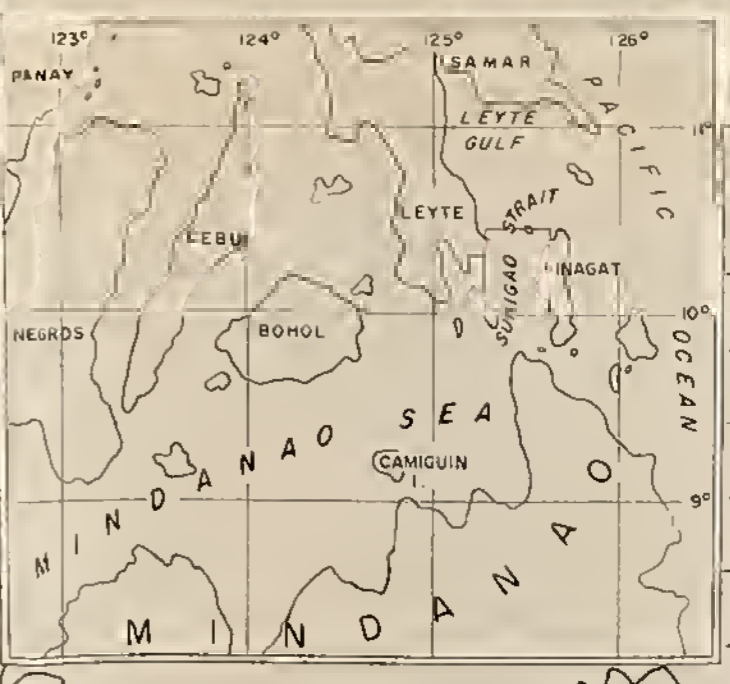 123° 124° 125° 126°
PANAY
SAMAR
PACIFIC
LEYTE
GULF
11°
LEYTE
STRAIT
CEBU
SURIGAO
DINAGAT
10°
NEGROS
BOHOL
OCEAN
MINDANAO SEA
CAMIGUIN
I.
9°
MINDANAO